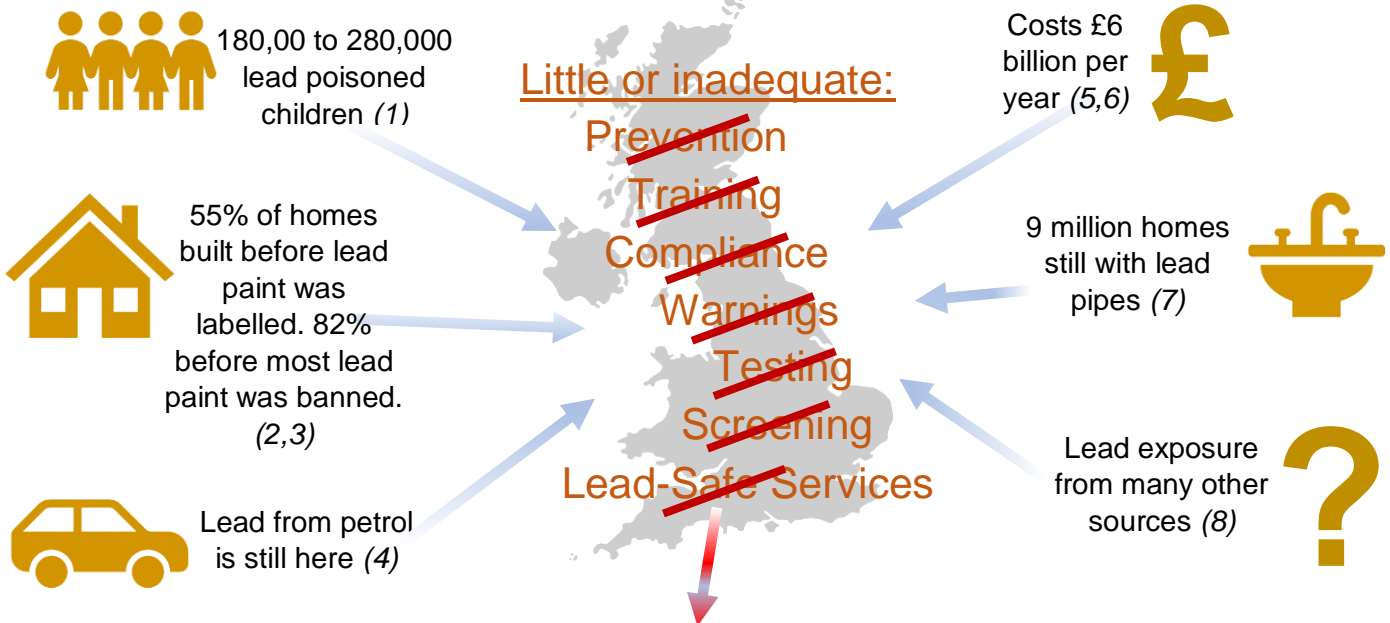 180,00 to 280,000
lead poisoned
children (1)
55% of homes
built before lead
paint was
labelled. 82%
before most lead
paint was banned.
(2,3)
Lead from petrol
is still here (4)
Little or inadequate:
Prevention
Training
Compliance
Warnings
Testing
Screening
Lead-Safe Services
Costs £6
billion per
year (5,6)
£
9 million homes
still with lead
pipes (7)
Lead exposure
from many other
sources (8)
?